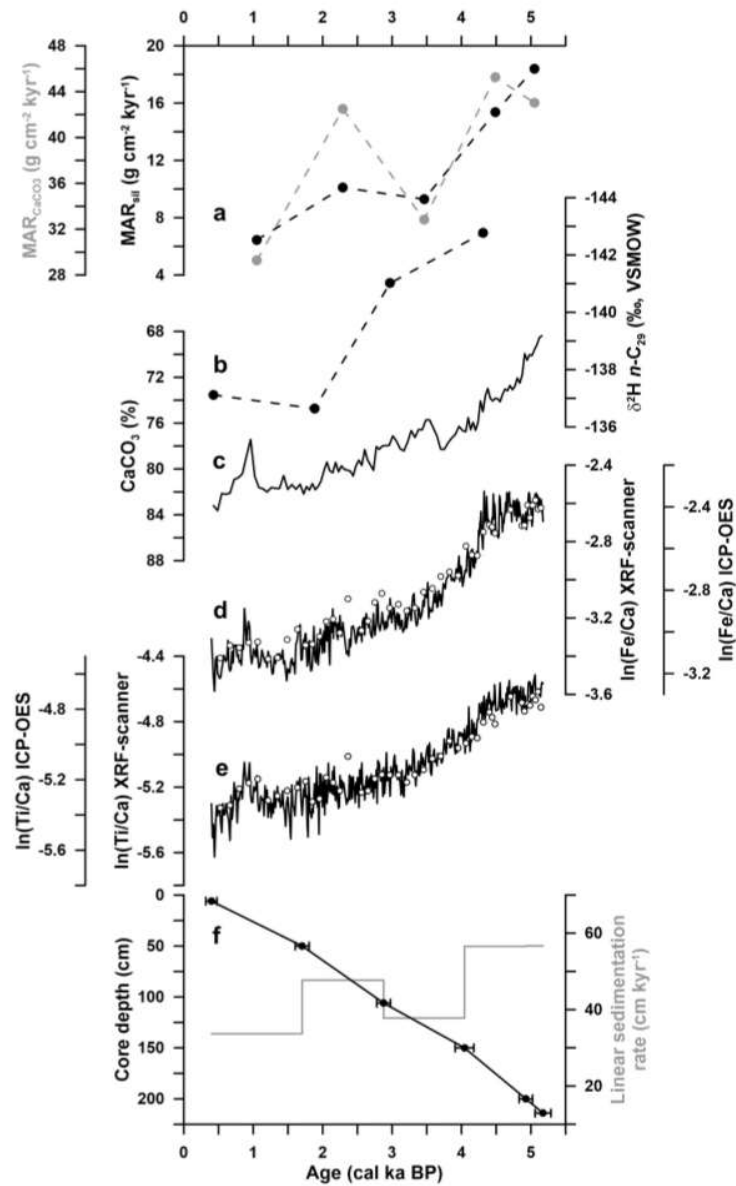 0 1 2 3 4 5
48
44
40
36
32
28
MAR_CaCO3 (g cm⁻² kyr⁻¹)
20
16
12
8
4
MAR_sil (g cm⁻² kyr⁻¹)
a
-144
-142
-140
-138
-136
δ²H n-C₂₉ (‰, VSMOW)
b
68
72
76
80
84
88
CaCO₃ (%)
c
-2.4
-2.8
-3.2
-3.6
ln(Fe/Ca) XRF-scanner
-2.4
-2.8
-3.2
ln(Fe/Ca) ICP-OES
d
-4.8
-5.2
-5.6
ln(Ti/Ca) ICP-OES
-4.4
-4.8
-5.2
-5.6
ln(Ti/Ca) XRF-scanner
e
0
50
100
150
200
Core depth (cm)
f
60
40
20
Linear sedimentation
rate (cm kyr⁻¹)
0 1 2 3 4 5
Age (cal ka BP)